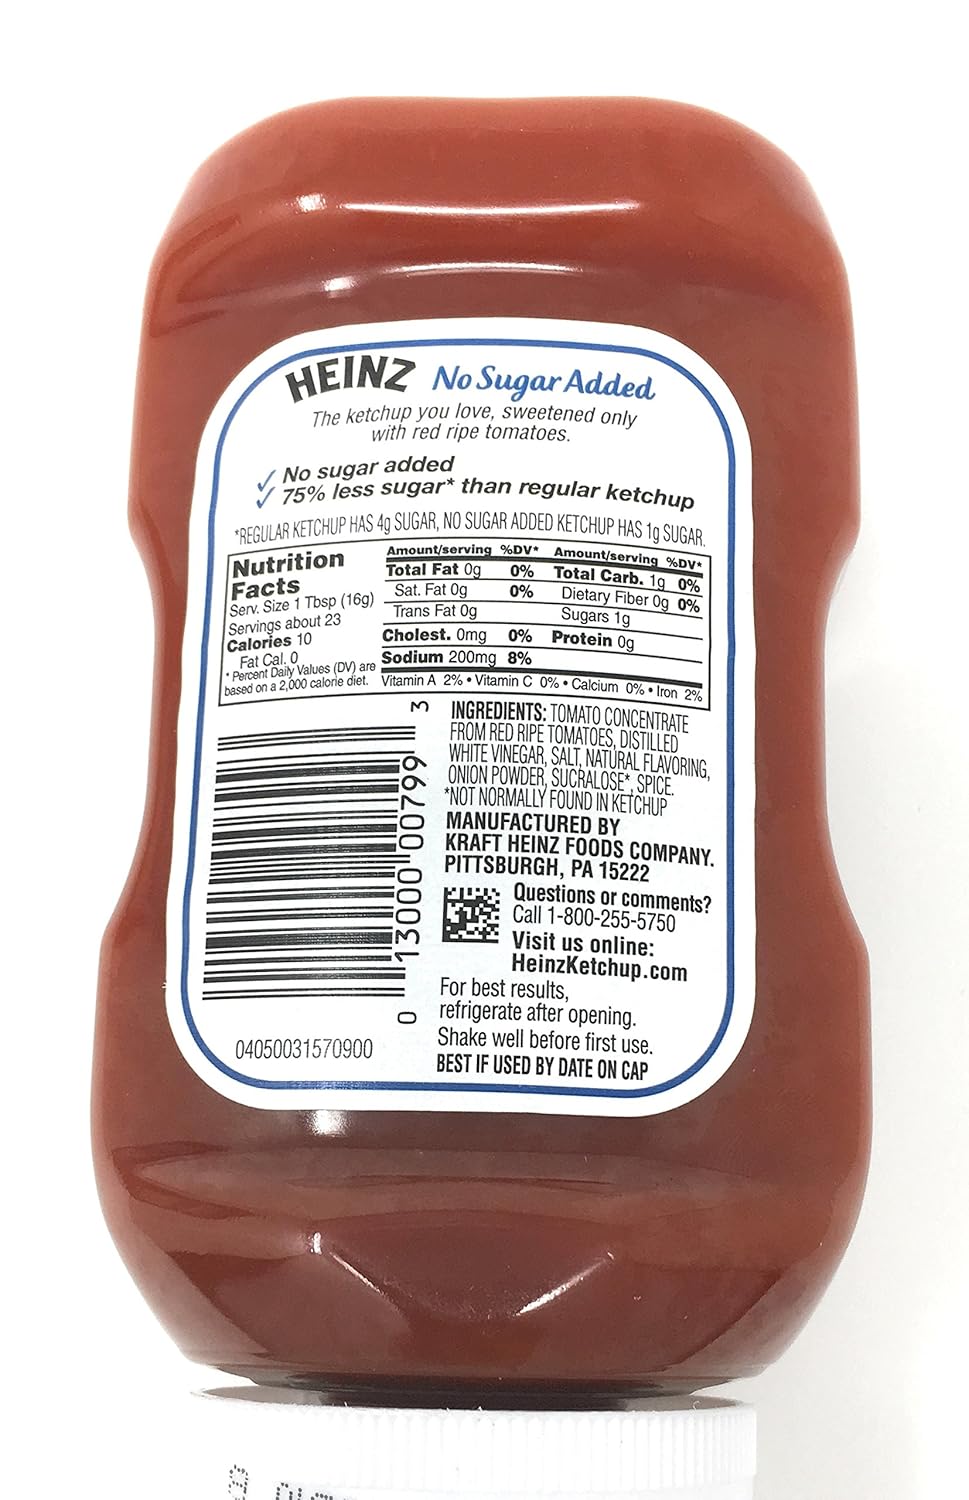 HEINZ No Sugar Added
The ketchup you love, sweetened only
with red ripe tomatoes.
✓ No sugar added
✓ 75% less sugar* than regular ketchup
*REGULAR KETCHUP HAS 4g SUGAR, NO SUGAR ADDED KETCHUP HAS 1g SUGAR.
Nutrition
Facts
Serv. Size 1 Tbsp (16g)
Servings about 23
Calories 10
Fat Cal. 0
* Percent Daily Values (DV) are
based on a 2,000 calorie diet.
Amount/serving %DV*
Total Fat 0g 0%
Sat. Fat 0g 0%
Trans Fat 0g
Cholest. 0mg 0%
Sodium 200mg 8%
Amount/serving %DV*
Total Carb. 1g 0%
Dietary Fiber 0g 0%
Sugars 1g
Protein 0g
Vitamin A 2% • Vitamin C 0% • Calcium 0% • Iron 2%
0 13000 00799 3
04050031570900
INGREDIENTS: TOMATO CONCENTRATE
FROM RED RIPE TOMATOES, DISTILLED
WHITE VINEGAR, SALT, NATURAL FLAVORING,
ONION POWDER, SUCRALOSE*, SPICE.
*NOT NORMALLY FOUND IN KETCHUP
MANUFACTURED BY
KRAFT HEINZ FOODS COMPANY.
PITTSBURGH, PA 15222
Questions or comments?
Call 1-800-255-5750
Visit us online:
HeinzKetchup.com
For best results,
refrigerate after opening.
Shake well before first use.
BEST IF USED BY DATE ON CAP